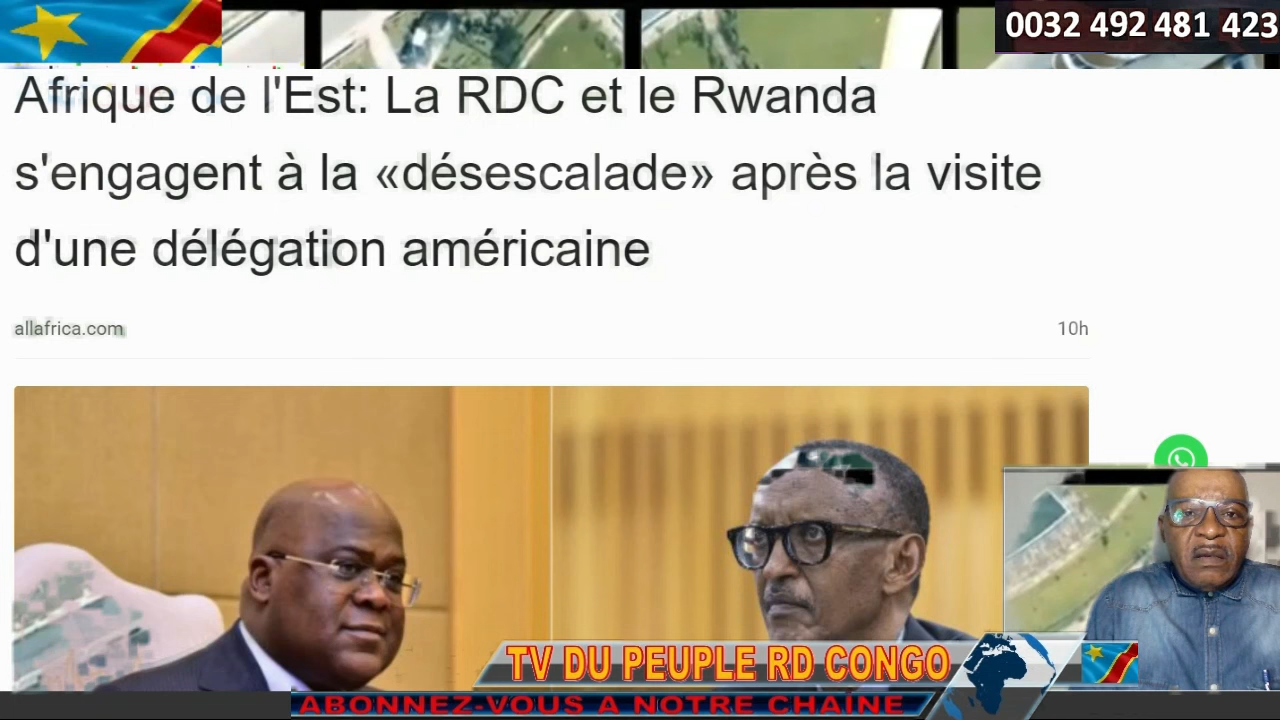 0032 492 481 423
Afrique de l'Est: La RDC et le Rwanda
s'engagent à la «désescalade» après la visite
d'une délégation américaine
allafrica.com
10h
TV DU PEUPLE RD CONGO
ABONNEZ-VOUS A NOTRE CHAÎNE